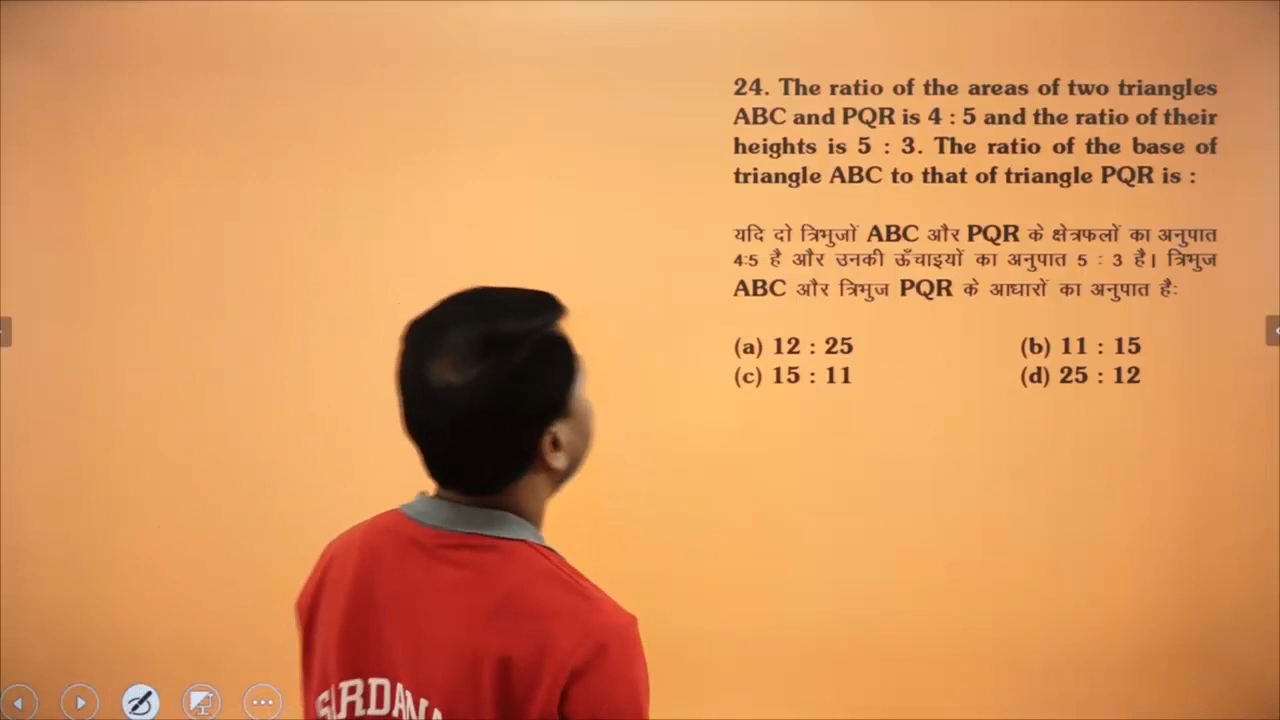 24. The ratio of the areas of two triangles
ABC and PQR is 4 : 5 and the ratio of their
heights is 5 : 3. The ratio of the base of
triangle ABC to that of triangle PQR is :
यदि दो त्रिभुजों ABC और PQR के क्षेत्रफलों का अनुपात
4:5 है और उनकी ऊँचाइयों का अनुपात 5 : 3 है। त्रिभुज
ABC और त्रिभुज PQR के आधारों का अनुपात हैः
(a) 12 : 25 (b) 11 : 15
(c) 15 : 11 (d) 25 : 12
SARDANA